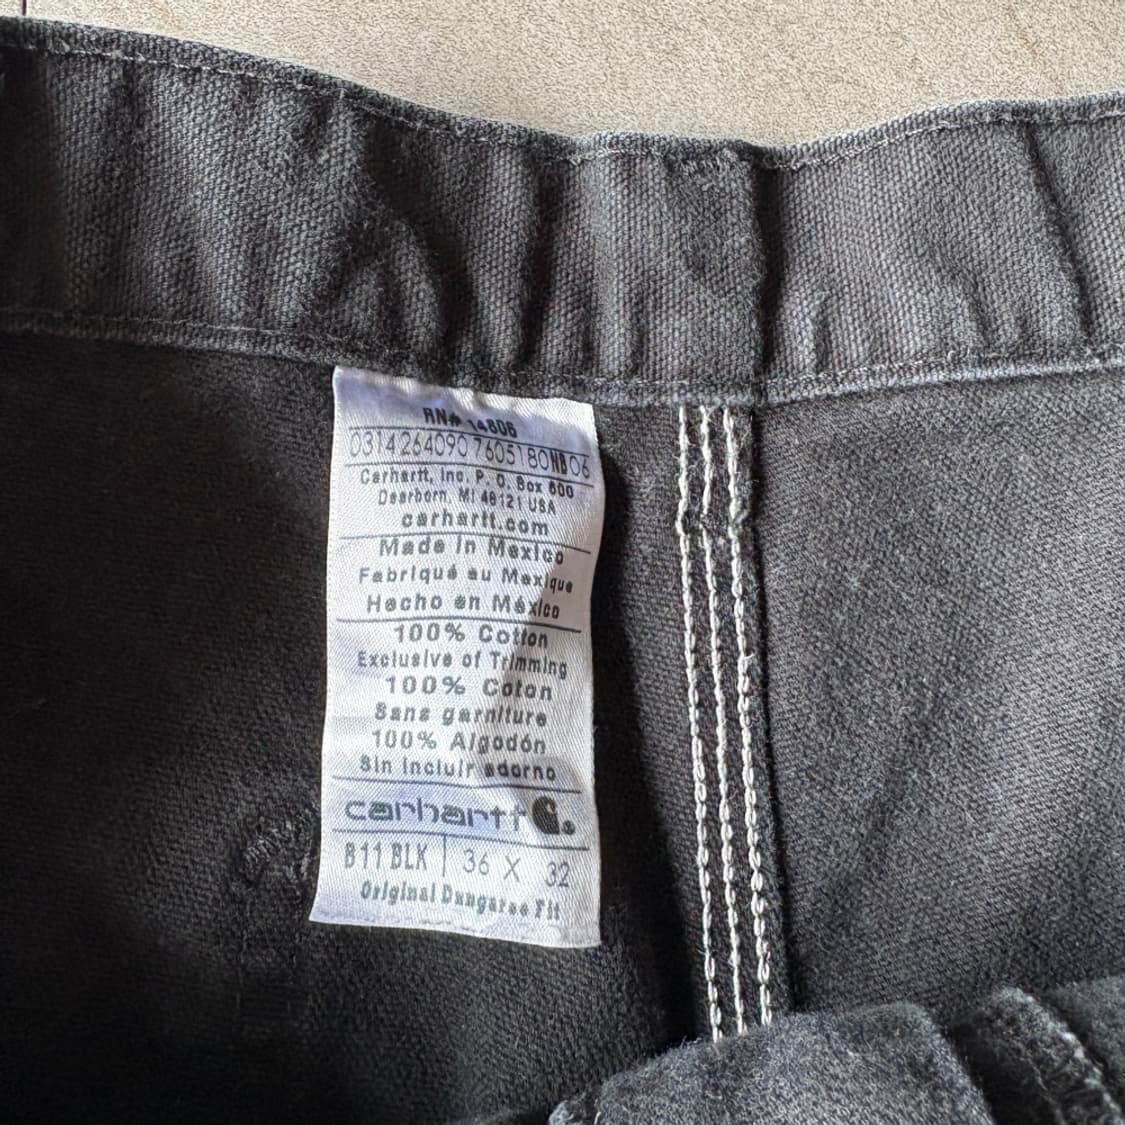 RN# 14806
0314264090 7605180HB06
Carhartt, Inc. P. O. Box 600
Dearborn, MI 48121 USA
carhartt.com
Made in Mexico
Fabriqué au Mexique
Hecho en México
100% Cotton
Exclusive of Trimming
100% Coton
Sans garniture
100% Algodón
Sin incluir adorno
carhartt
B11 BLK | 36 X 32
Original Dungaree Fit